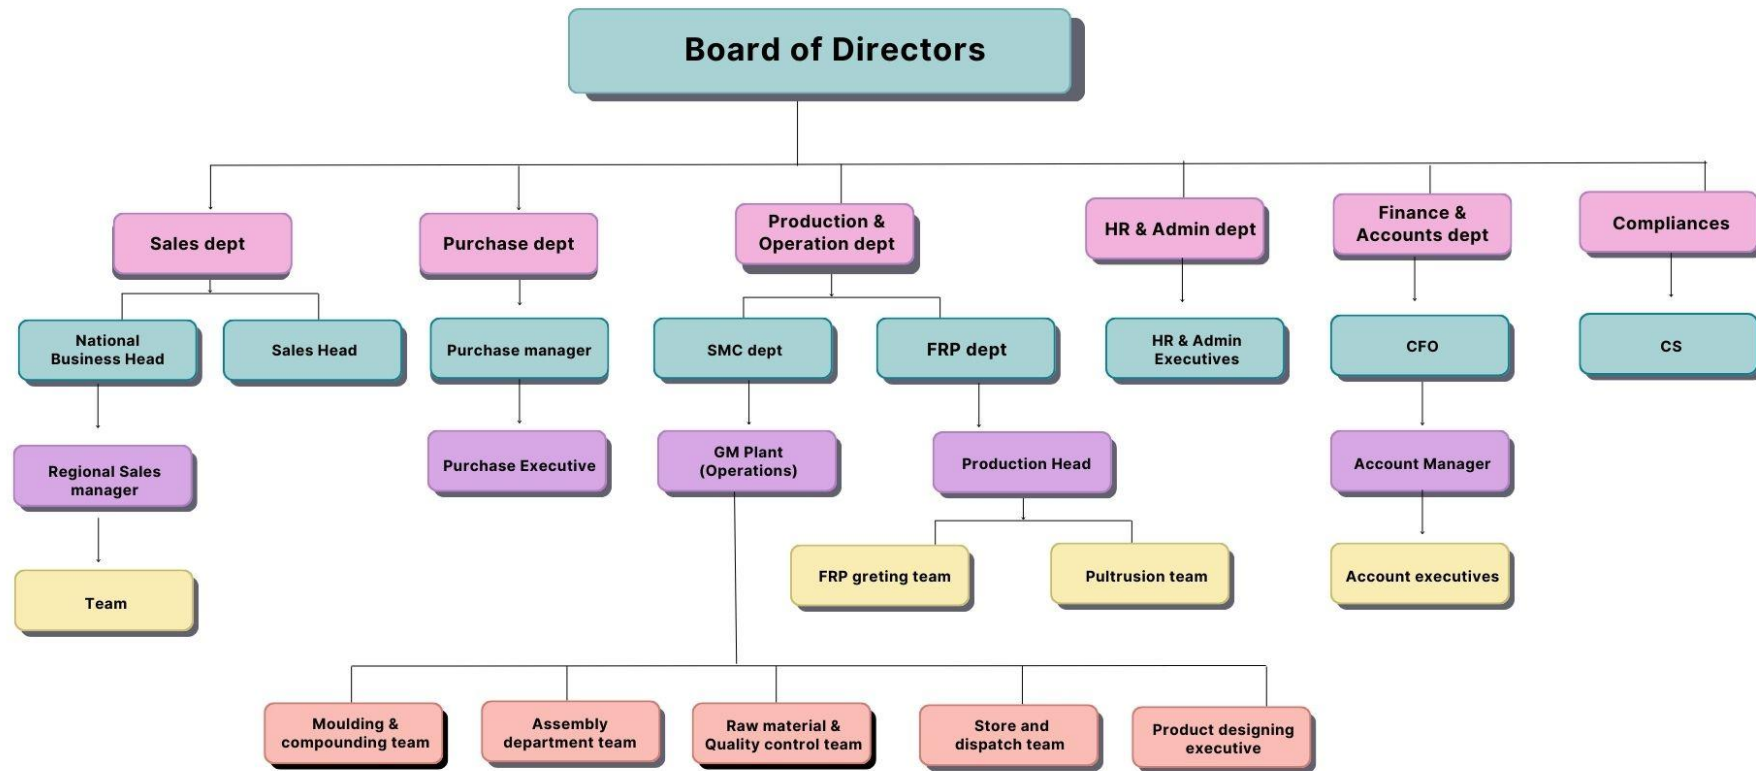 Board of Directors
Sales dept
Purchase dept
Production &
Operation dept
HR & Admin dept
Finance &
Accounts dept
Compliances
National
Business Head
Sales Head
Purchase manager
SMC dept
FRP dept
HR & Admin
Executives
CFO
CS
Regional Sales
manager
Purchase Executive
GM Plant
(Operations)
Production Head
Account Manager
Team
FRP greting team
Pultrusion team
Account executives
Moulding &
compounding team
Assembly
department team
Raw material &
Quality control team
Store and
dispatch team
Product designing
executive